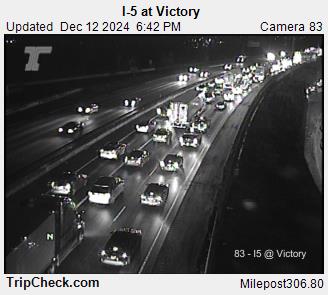 I-5 at Victory
Updated Dec 12 2024 6:42 PM Camera 83
T
N
83 - I5 @ Victory
TripCheck.com Milepost306.80